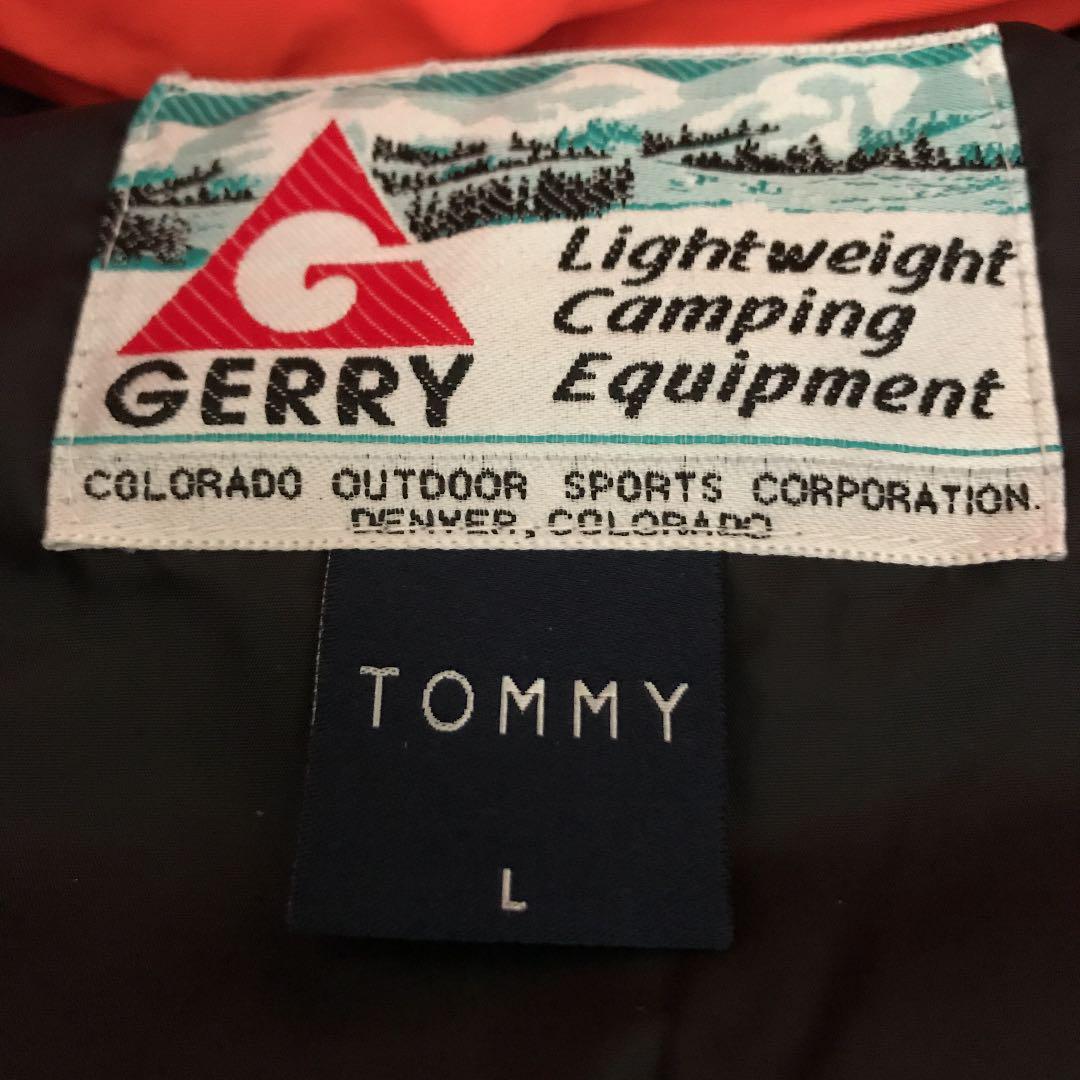 Lightweight
Camping
Equipment
GERRY
COLORADO OUTDOOR SPORTS CORPORATION.
DENVER, COLORADO
TOMMY
L